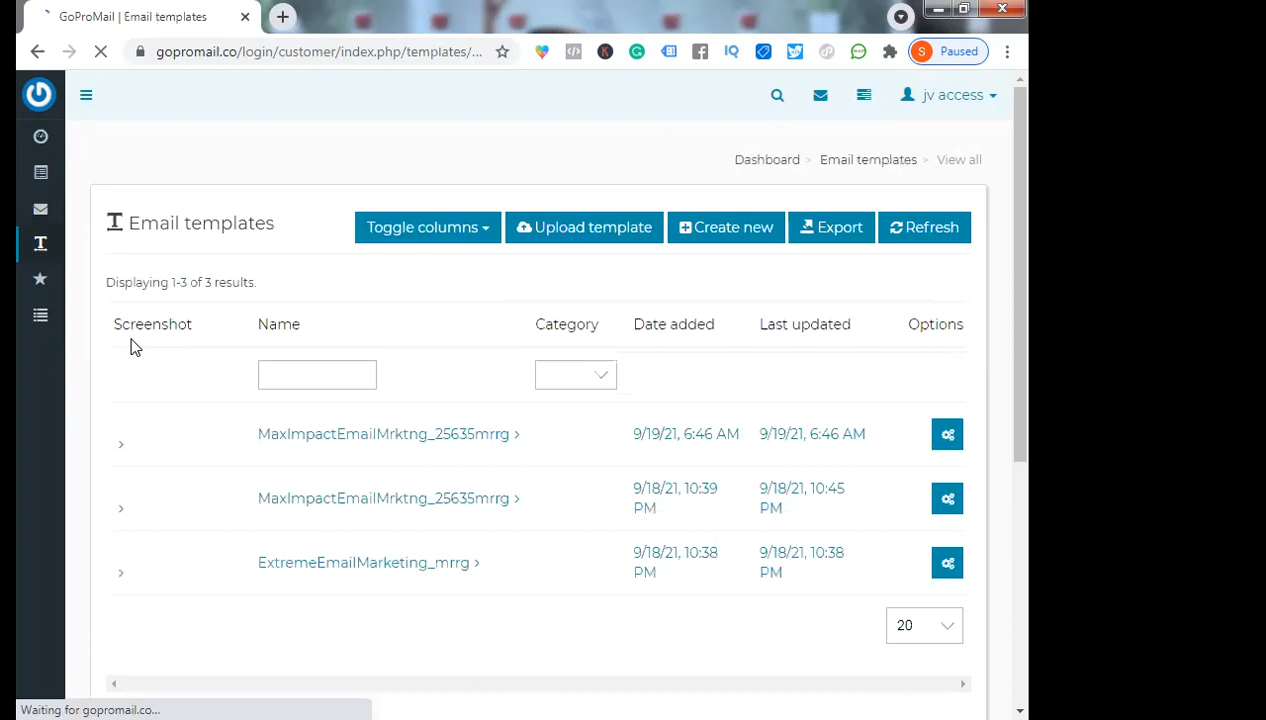 GoProMail | Email templates
gopromail.co/login/customer/index.php/templates/...
S Paused
jv access
Dashboard > Email templates > View all
Email templates
Toggle columns
Upload template
Create new
Export
Refresh
Displaying 1-3 of 3 results.
Screenshot Name Category Date added Last updated Options
MaxImpactEmailMrktng_25635mrrg > 9/19/21, 6:46 AM 9/19/21, 6:46 AM
MaxImpactEmailMrktng_25635mrrg > 9/18/21, 10:39 PM 9/18/21, 10:45 PM
ExtremeEmailMarketing_mrrg > 9/18/21, 10:38 PM 9/18/21, 10:38 PM
20
Waiting for gopromail.co...